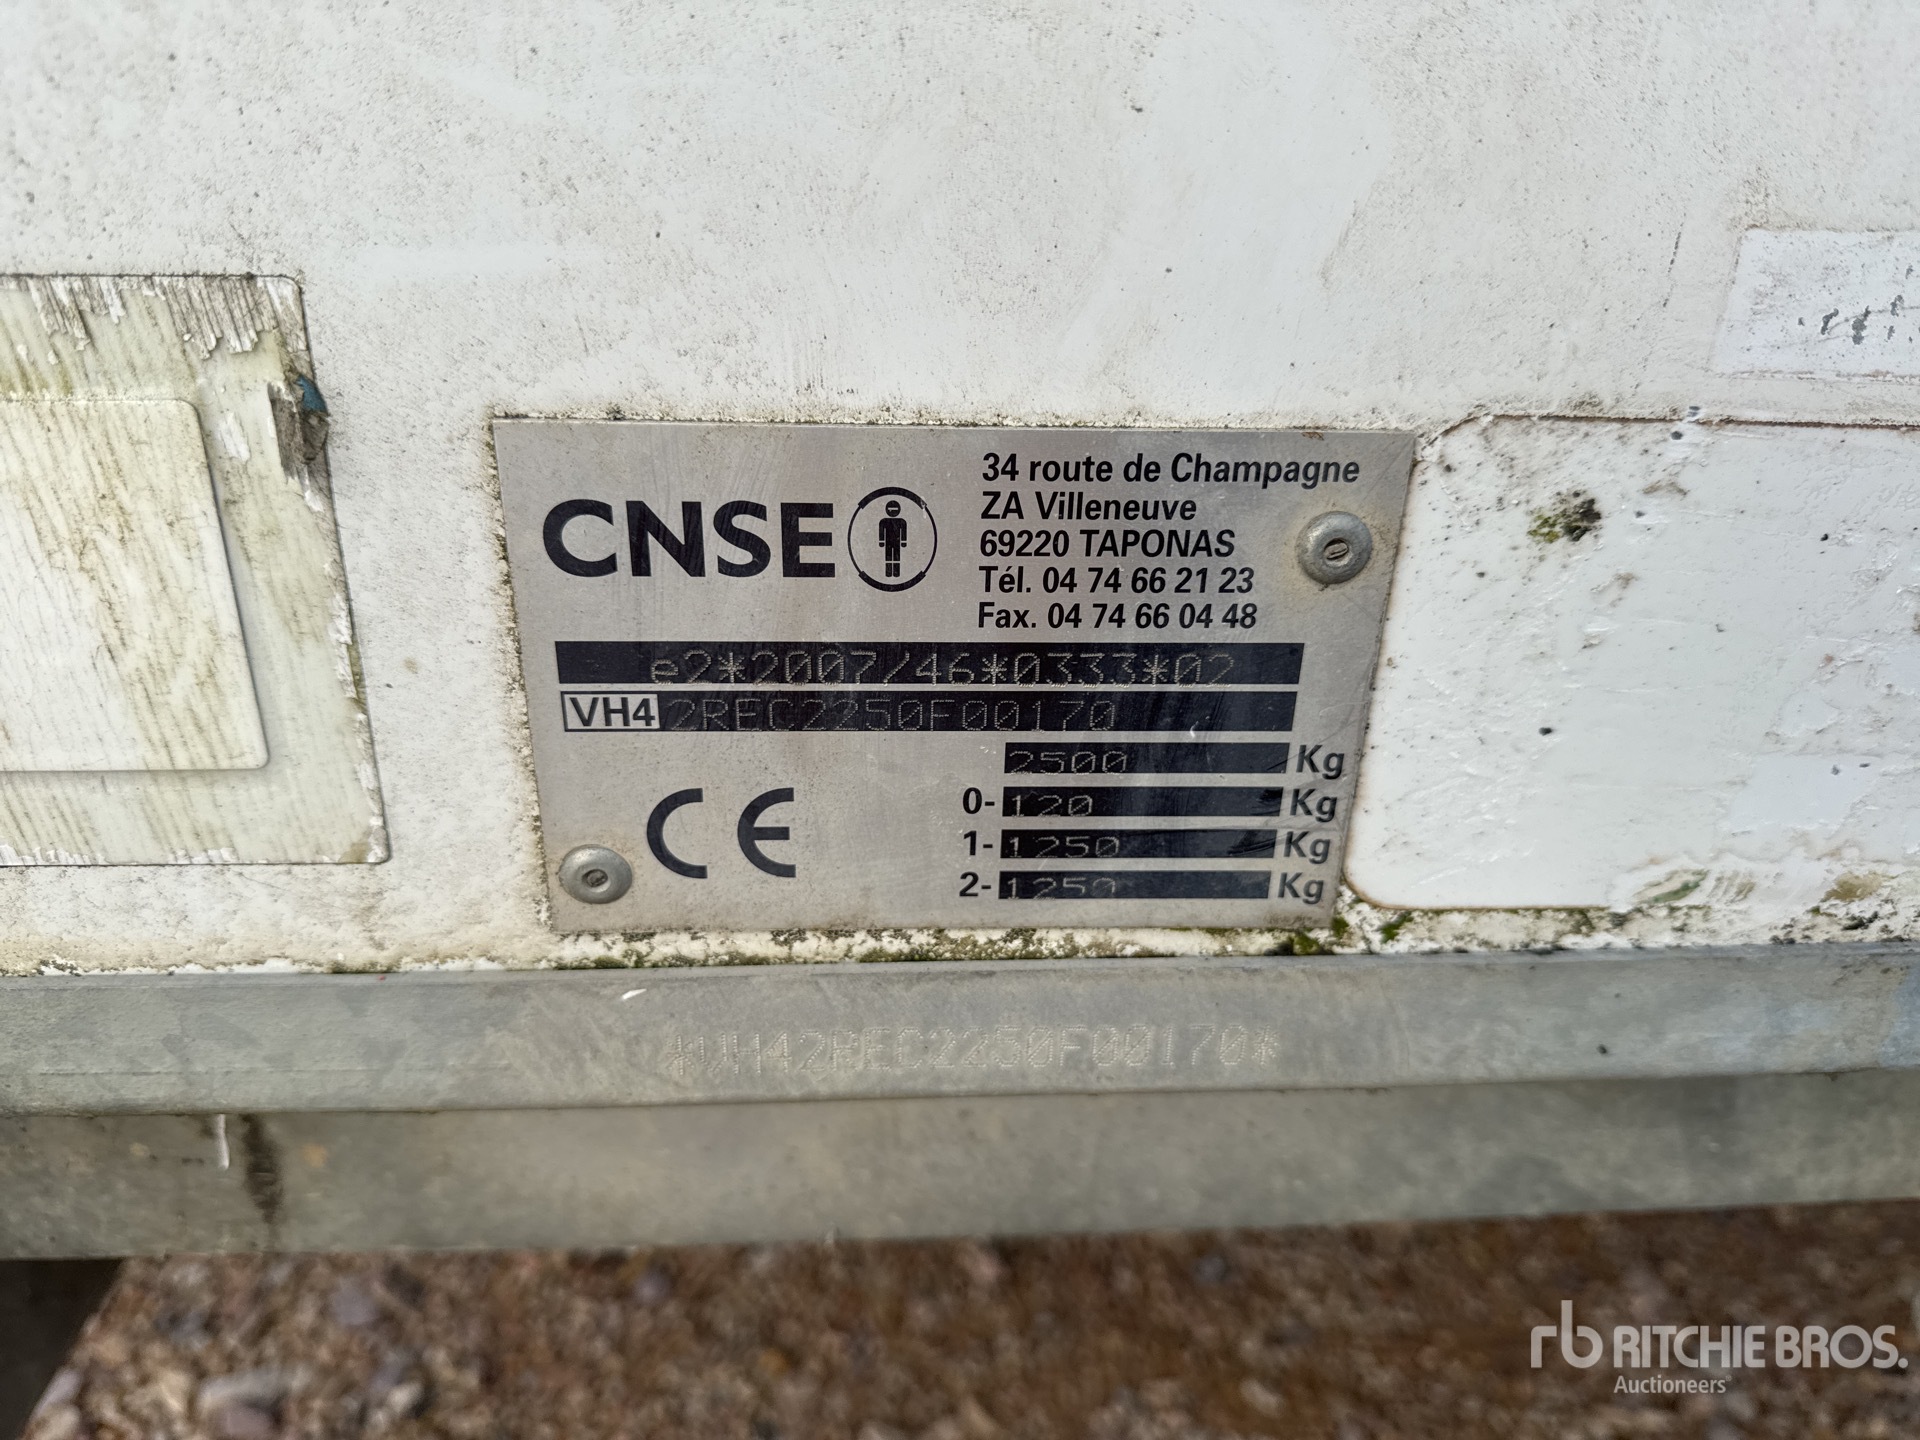 CNSE
34 route de Champagne
ZA Villeneuve
69220 TAPONAS
Tél. 04 74 66 21 23
Fax. 04 74 66 04 48
e2*2007/46*0333*02
VH4 2REC2250F00170
2500 Kg
0- 120 Kg
1- 1250 Kg
2- 1250 Kg
CE
*VH42REC2250F00170*
rb RITCHIE BROS.
Auctioneers